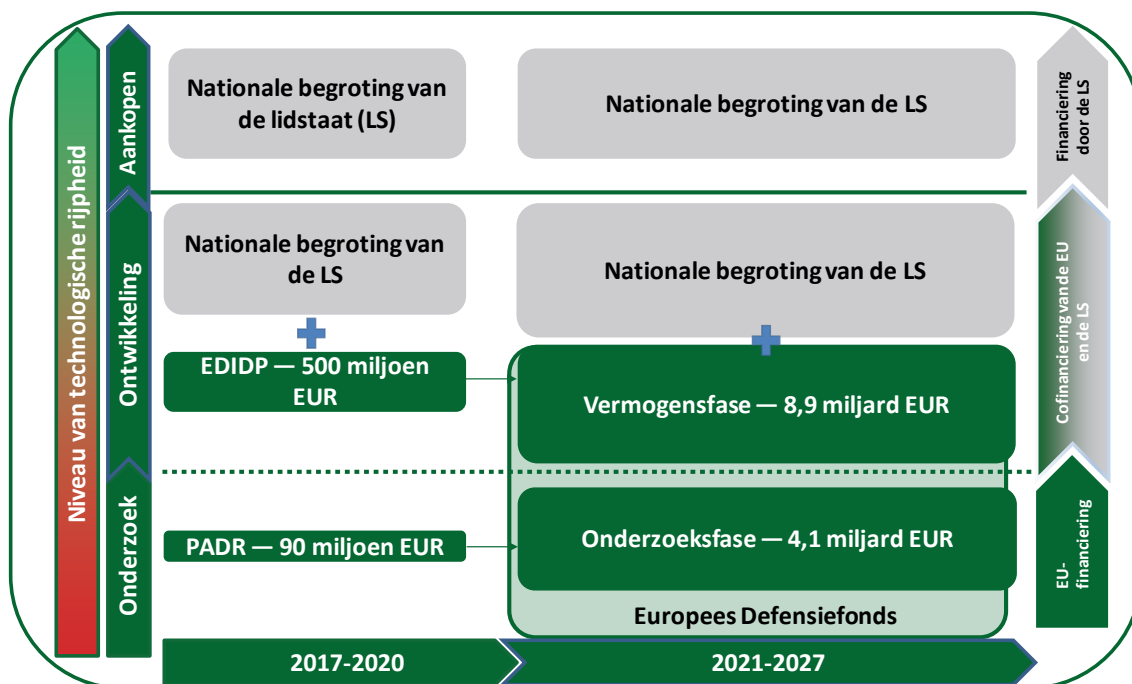 Niveau van technologische rijpheid
Aankopen
Ontwikkeling
Onderzoek
Nationale begroting van
de lidstaat (LS)
Nationale begroting van de LS
Nationale begroting van
de LS
Nationale begroting van de LS
EDIDP — 500 miljoen
EUR
Vermogensfase — 8,9 miljard EUR
PADR — 90 miljoen EUR
Onderzoeksfase — 4,1 miljard EUR
Europees Defensiefonds
2017-2020
2021-2027
Financiering
door de LS
Cofinanciering vande EU
en de LS
EU-
financiering